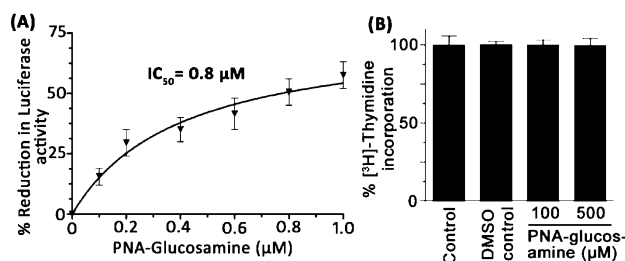 (A)
% Reduction in Luciferase
activity
75
50
25
0
IC50= 0.8 µM
0.2 0.4 0.6 0.8 1.0
PNA-Glucosamine (µM)
(B)
% [³H]-Thymidine
incorporation
100
50
0
Control
DMSO
control
100 500
PNA-glucos-
amine (µM)